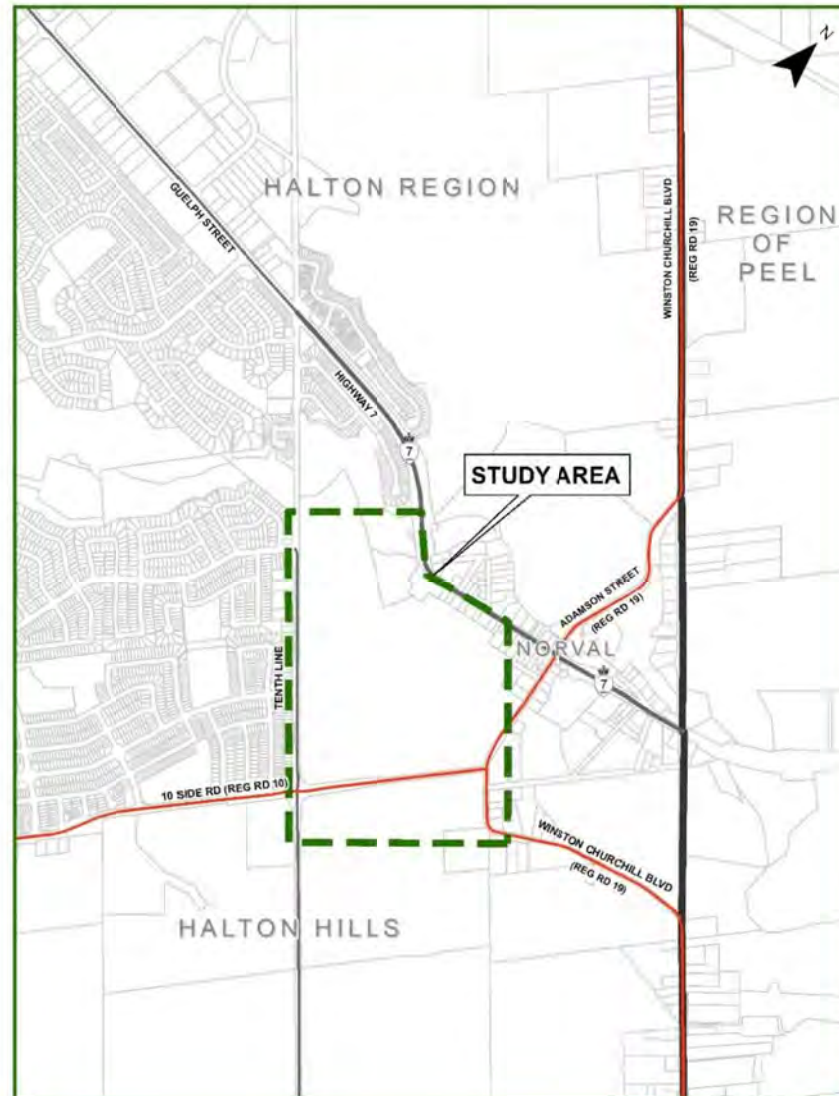 N
HALTON REGION
GUELPH STREET
WINSTON CHURCHILL BLVD
(REG RD 19)
REGION
OF
PEEL
HIGHWAY 7
7
STUDY AREA
ADAMSON STREET
(REG RD 19)
NORVAL
7
TENTH LINE
10 SIDE RD (REG RD 10)
WINSTON CHURCHILL BLVD
(REG RD 19)
HALTON HILLS